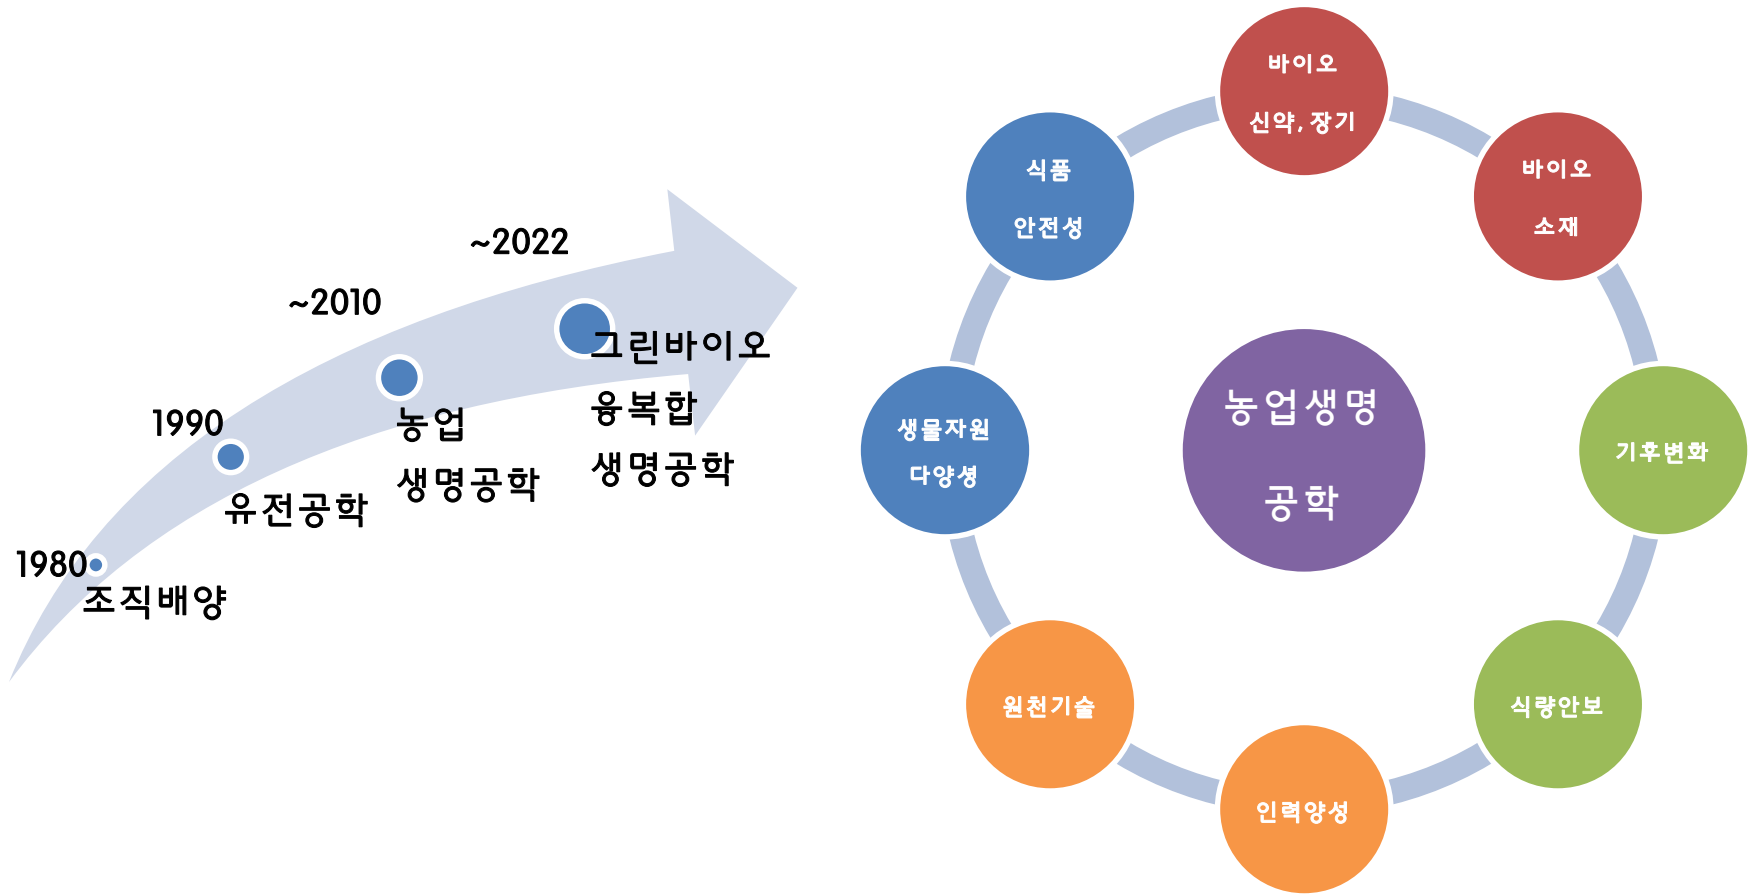 ~2022
~2010
1990
1980
조직배양
유전공학
농업
생명공학
그린바이오
융복합
생명공학
바이오
신약, 장기
바이오
소재
기후변화
식량안보
인력양성
원천기술
생물자원
다양셩
식품
안전성
농업생명
공학